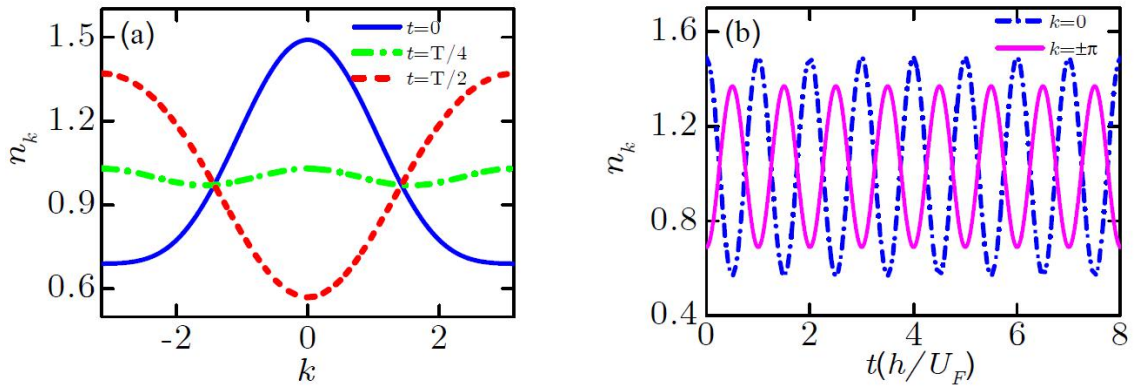 (a)
t=0
t=T/4
t=T/2
1.5
1.2
0.9
0.6
n_k
-2 0 2
k
(b)
k=0
k=±π
1.6
1.2
0.8
0.4
n_k
0 2 4 6 8
t(h/U_F)